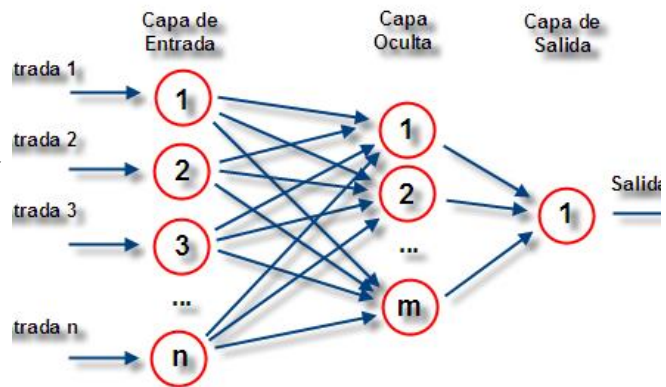 Capa de
Entrada
Capa
Oculta
Capa de
Salida
trada 1
1
trada 2
2
trada 3
3
...
trada n
n
1
2
...
m
1
Salida